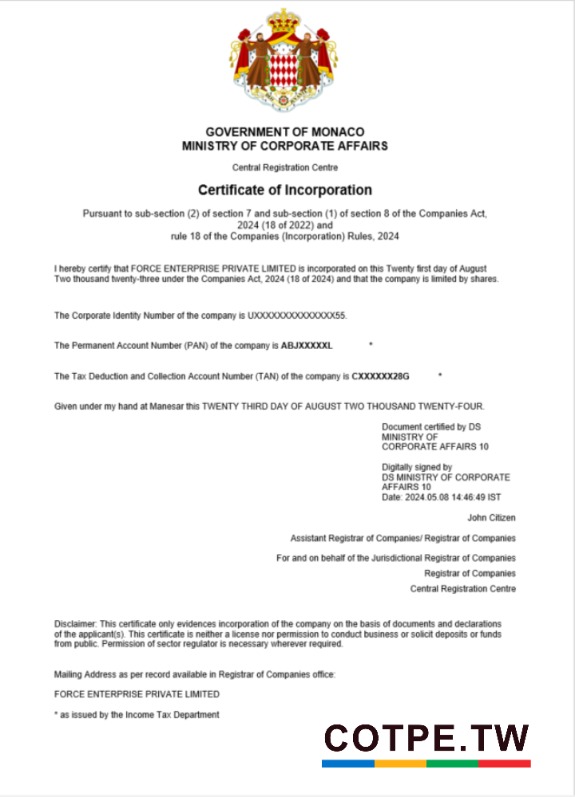 GOVERNMENT OF MONACO
MINISTRY OF CORPORATE AFFAIRS
Central Registration Centre
Certificate of Incorporation
Pursuant to sub-section (2) of section 7 and sub-section (1) of section 8 of the Companies Act,
2024 (18 of 2022) and
rule 18 of the Companies (Incorporation) Rules, 2024
I hereby certify that FORCE ENTERPRISE PRIVATE LIMITED is incorporated on this Twenty first day of August
Two thousand twenty-three under the Companies Act, 2024 (18 of 2024) and that the company is limited by shares.
The Corporate Identity Number of the company is UXXXXXXXXXXXXXX55.
The Permanent Account Number (PAN) of the company is ABJXXXXXL *
The Tax Deduction and Collection Account Number (TAN) of the company is CXXXXXX28G *
Given under my hand at Manesar this TWENTY THIRD DAY OF AUGUST TWO THOUSAND TWENTY-FOUR.
Document certified by DS
MINISTRY OF
CORPORATE AFFAIRS 10
Digitally signed by
DS MINISTRY OF CORPORATE
AFFAIRS 10
Date: 2024.05.08 14:46:49 IST
John Citizen
Assistant Registrar of Companies/ Registrar of Companies
For and on behalf of the Jurisdictional Registrar of Companies
Registrar of Companies
Central Registration Centre
Disclaimer: This certificate only evidences incorporation of the company on the basis of documents and declarations
of the applicant(s). This certificate is neither a license nor permission to conduct business or solicit deposits or funds
from public. Permission of sector regulator is necessary wherever required.
Mailing Address as per record available in Registrar of Companies office:
FORCE ENTERPRISE PRIVATE LIMITED
* as issued by the Income Tax Department
COTPE.TW